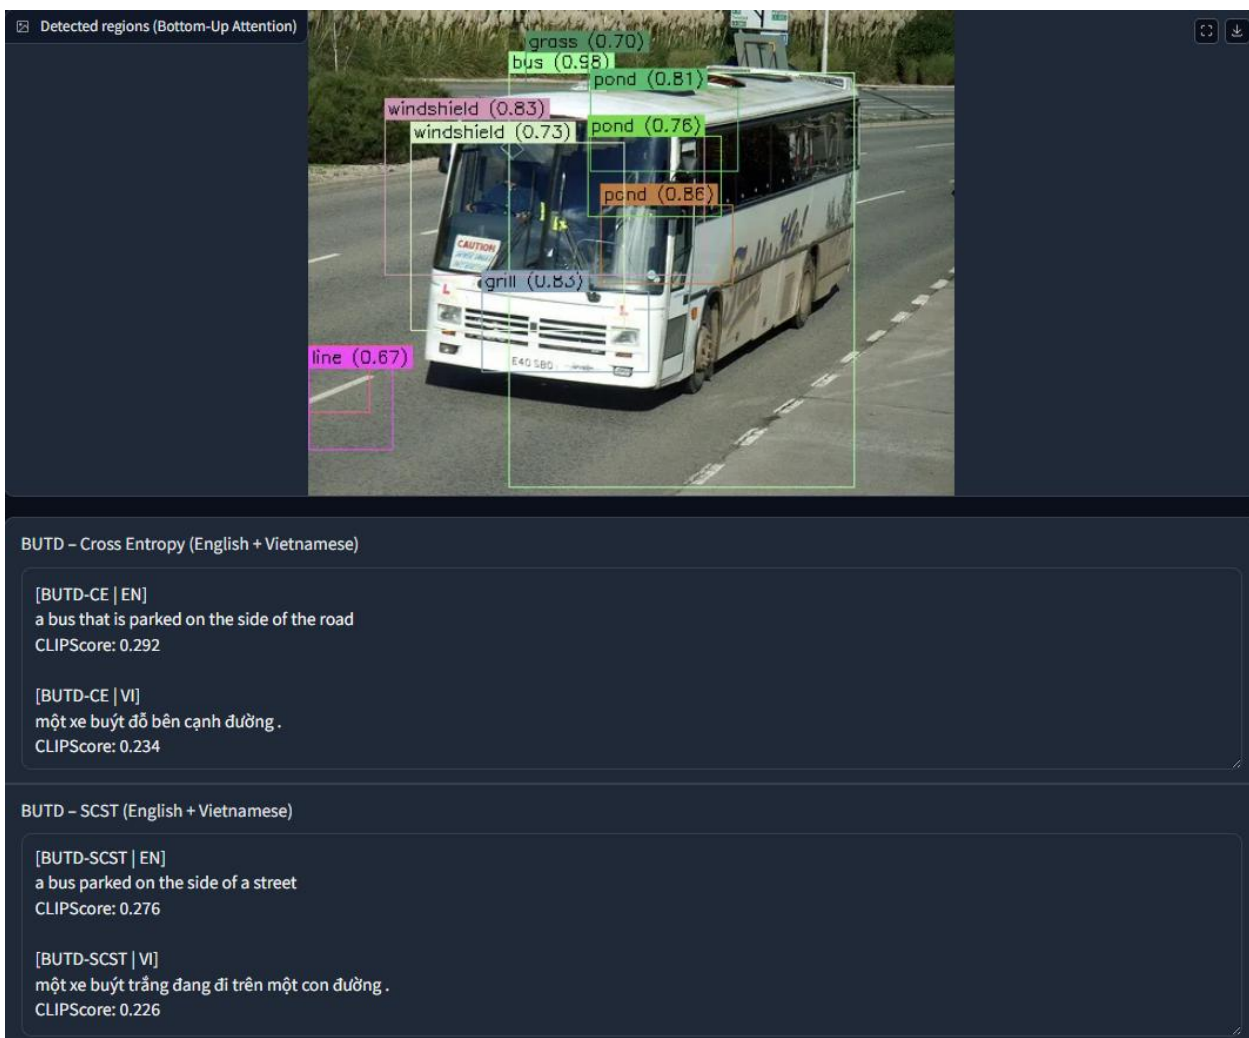 Detected regions (Bottom-Up Attention)
grass (0.70)
bus (0.98)
pond (0.81)
windshield (0.83)
windshield (0.73)
pond (0.76)
pond (0.86)
CAUTION
grill (0.83)
L
L
line (0.67)
E40 SBO
BUTD – Cross Entropy (English + Vietnamese)
[BUTD-CE | EN]
a bus that is parked on the side of the road
CLIPScore: 0.292
[BUTD-CE | VI]
một xe buýt đỗ bên cạnh đường .
CLIPScore: 0.234
BUTD – SCST (English + Vietnamese)
[BUTD-SCST | EN]
a bus parked on the side of a street
CLIPScore: 0.276
[BUTD-SCST | VI]
một xe buýt trắng đang đi trên một con đường .
CLIPScore: 0.226